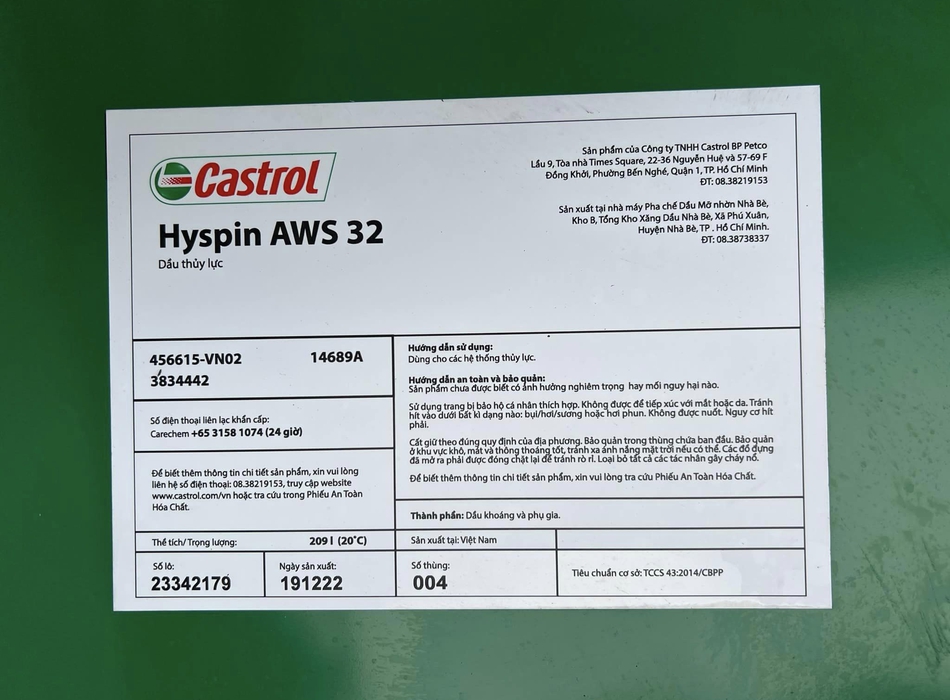 Castrol
Hyspin AWS 32
Dầu thủy lực
Sản phẩm của Công ty TNHH Castrol BP Petco
Lầu 9, Tòa nhà Times Square, 22-36 Nguyễn Huệ và 57-69 F
Đồng Khởi, Phường Bến Nghé, Quận 1, TP. Hồ Chí Minh
ĐT: 08.38219153
Sản xuất tại nhà máy Pha chế Dầu Mỡ nhờn Nhà Bè,
Kho B, Tổng Kho Xăng Dầu Nhà Bè, Xã Phú Xuân,
Huyện Nhà Bè, TP . Hồ Chí Minh.
ĐT: 08.38738337
456615-VN02 14689A
3834442
Số điện thoại liên lạc khẩn cấp:
Carechem +65 3158 1074 (24 giờ)
Để biết thêm thông tin chi tiết sản phẩm, xin vui lòng
liên hệ số điện thoại: 08.38219153, truy cập website
www.castrol.com/vn hoặc tra cứu trong Phiếu An Toàn
Hóa Chất.
Hướng dẫn sử dụng:
Dùng cho các hệ thống thủy lực.
Hướng dẫn an toàn và bảo quản:
Sản phẩm chưa được biết có ảnh hưởng nghiêm trọng hay mối nguy hại nào.
Sử dụng trang bị bảo hộ cá nhân thích hợp. Không được để tiếp xúc với mắt hoặc da. Tránh
hít vào dưới bất kì dạng nào: bụi/hơi/sương hoặc hơi phun. Không được nuốt. Nguy cơ hít
phải.
Cất giữ theo đúng quy định của địa phương. Bảo quản trong thùng chứa ban đầu. Bảo quản
ở khu vực khô, mát và thông thoáng tốt, tránh xa ánh nắng mặt trời nếu có thể. Các đồ đựng
đã mở ra phải được đóng chặt lại để tránh rò rỉ. Loại bỏ tất cả các tác nhân gây cháy nổ.
Để biết thêm thông tin chi tiết sản phẩm, xin vui lòng tra cứu Phiếu An Toàn Hóa Chất.
Thành phần: Dầu khoáng và phụ gia.
Thể tích/ Trọng lượng: 209 l (20°C)
Sản xuất tại: Việt Nam
Số lô:
23342179
Ngày sản xuất:
191222
Số thùng:
004
Tiêu chuẩn cơ sở: TCCS 43:2014/CBPP